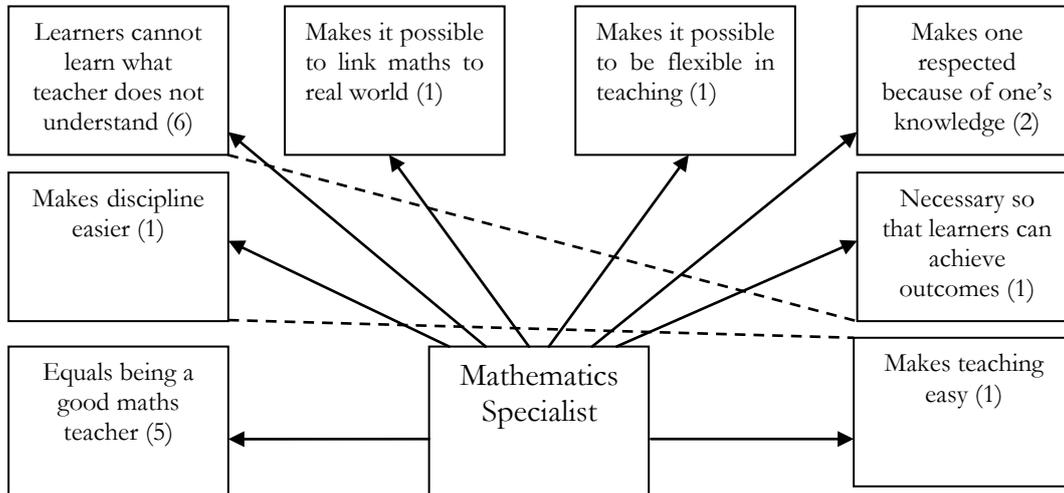 Learners cannot
learn what
teacher does not
understand (6)
Makes it possible
to link maths to
real world (1)
Makes it possible
to be flexible in
teaching (1)
Makes one
respected
because of one’s
knowledge (2)
Makes discipline
easier (1)
Necessary so
that learners can
achieve
outcomes (1)
Equals being a
good maths
teacher (5)
Mathematics
Specialist
Makes teaching
easy (1)